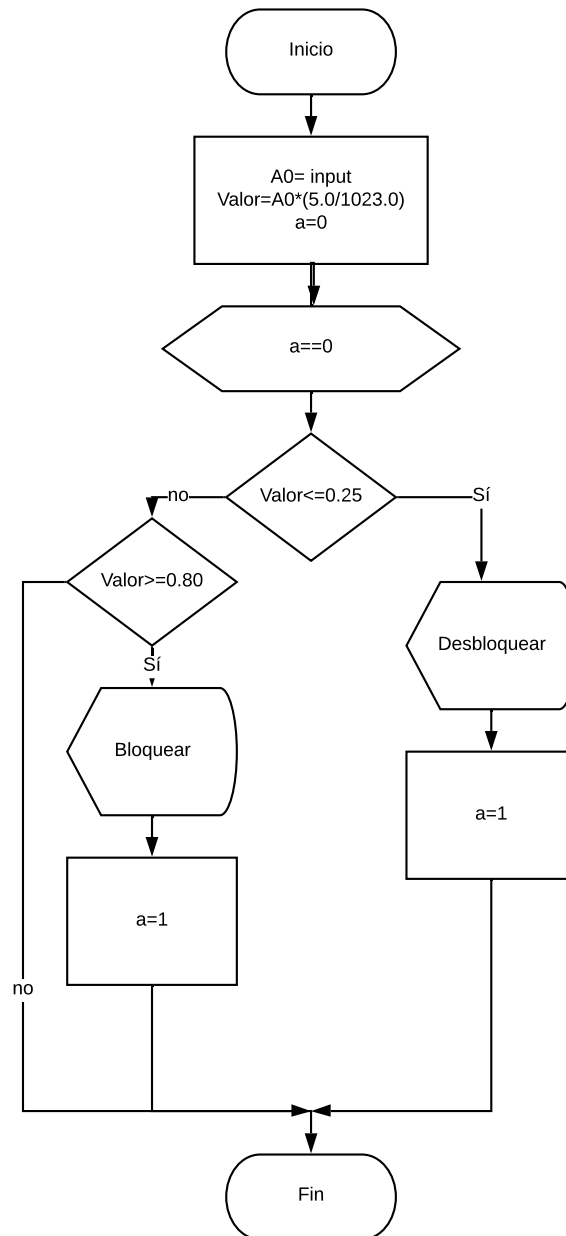 Inicio
A0= input
Valor=A0*(5.0/1023.0)
a=0
a==0
Valor<=0.25
no
Sí
Valor>=0.80
Desbloquear
Sí
Bloquear
a=1
a=1
no
Fin